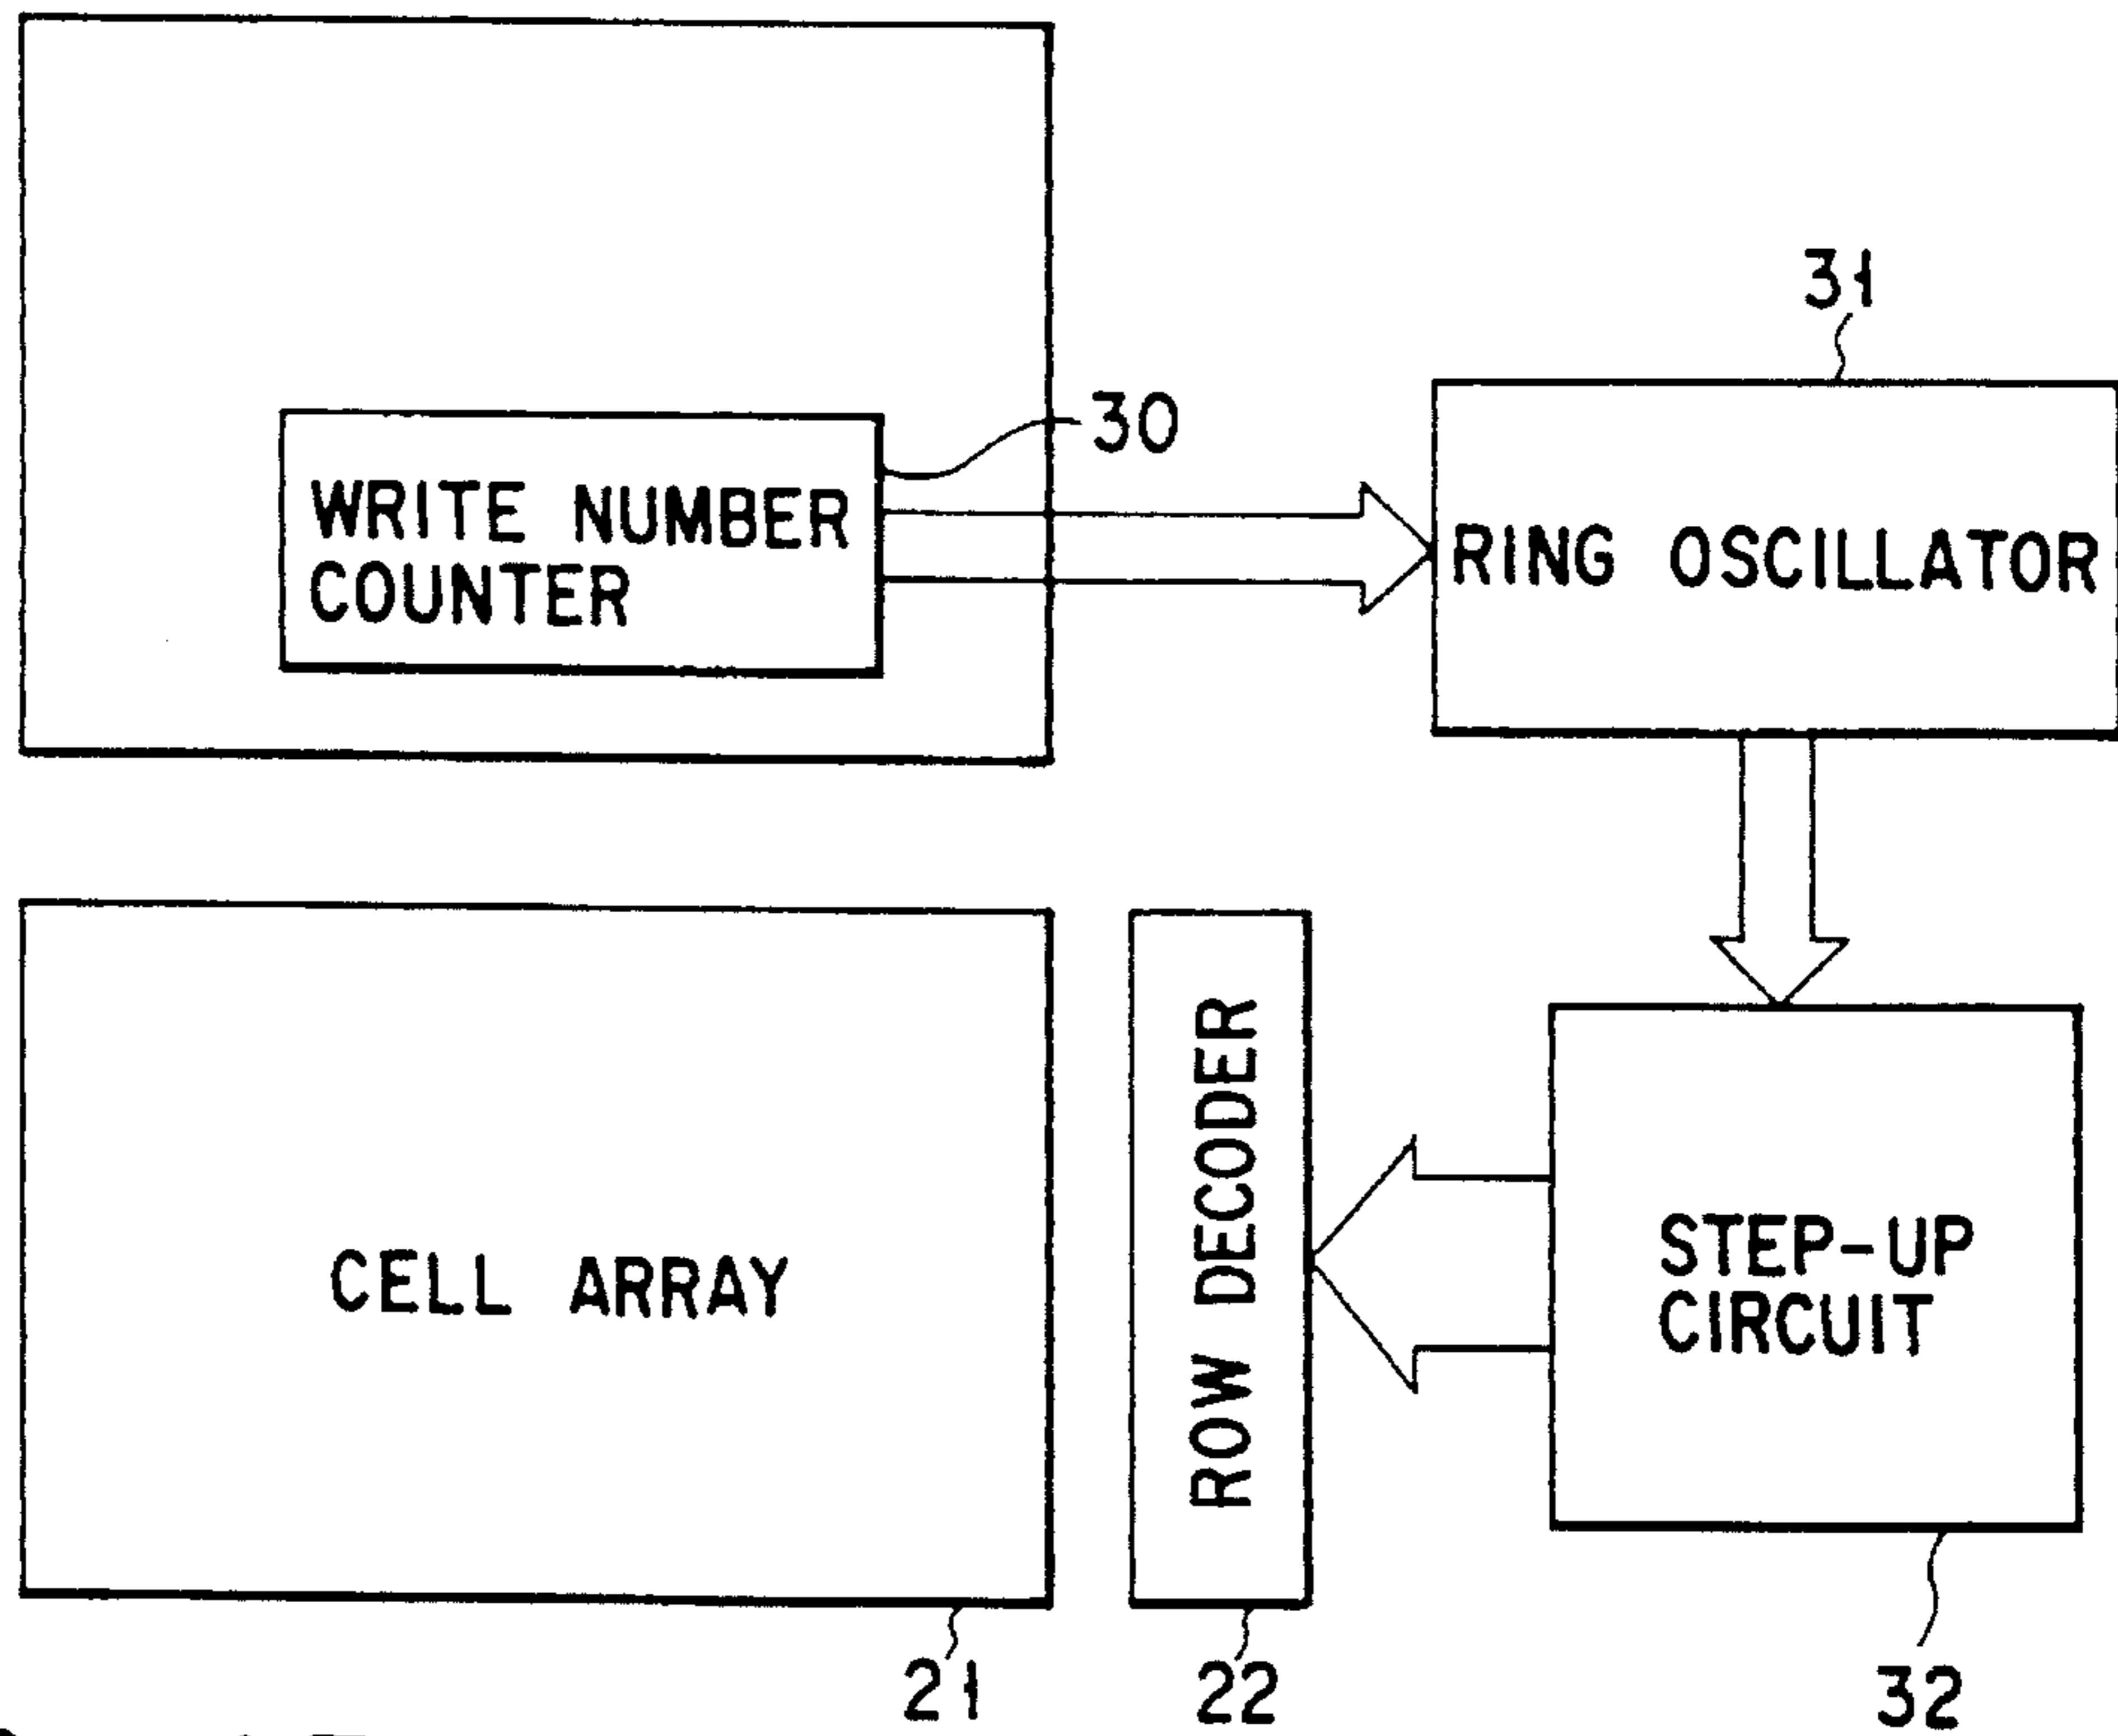 31
30
WRITE NUMBER
COUNTER
RING OSCILLATOR
CELL ARRAY
ROW DECODER
STEP-UP
CIRCUIT
21
22
32